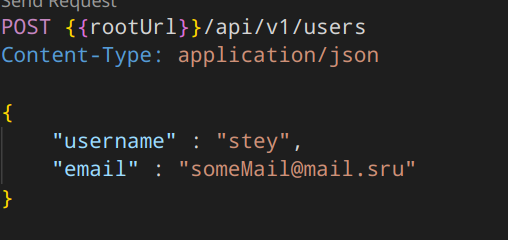 Send Request
POST {{rootUrl}}/api/v1/users
Content-Type: application/json
{
"username" : "stey",
"email" : "someMail@mail.sru"
}